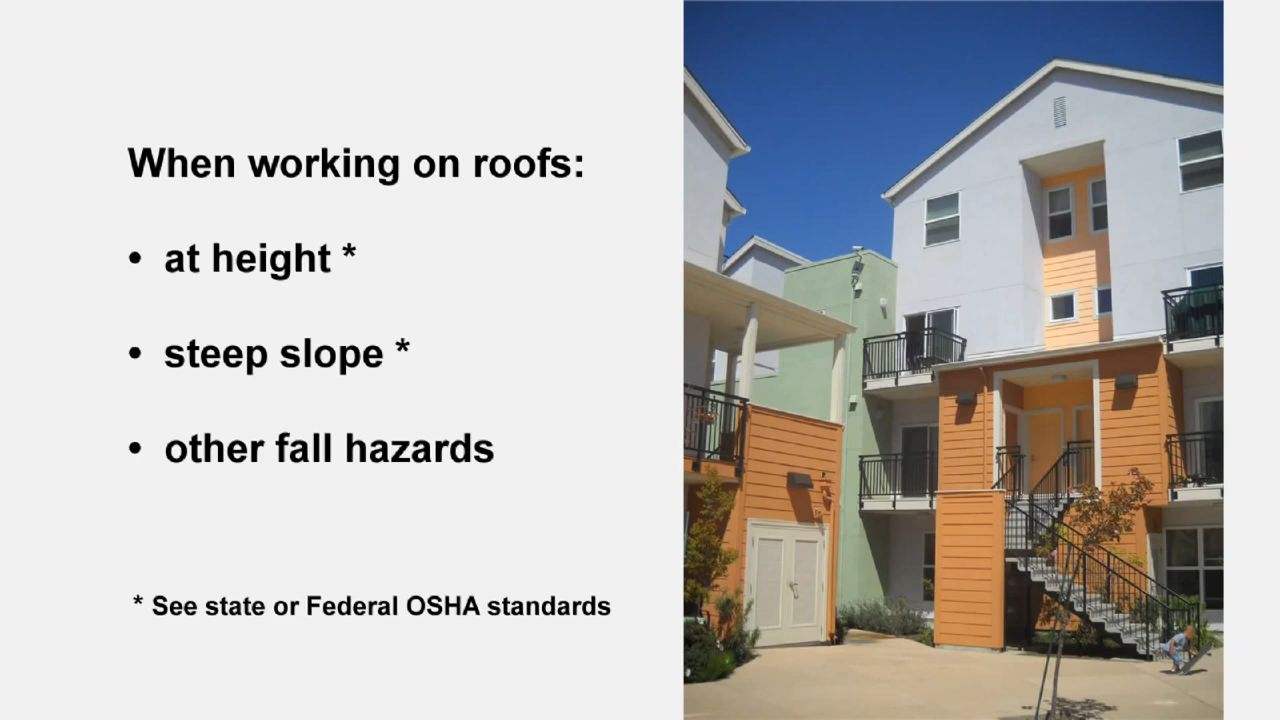 When working on roofs:
• at height *
• steep slope *
• other fall hazards
* See state or Federal OSHA standards